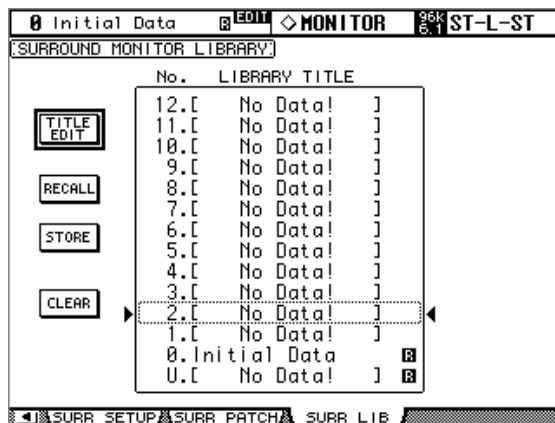 0 Initial Data R EDIT ◇MONITOR 96k 6.1 ST-L-ST
[SURROUND MONITOR LIBRARY]
No. LIBRARY TITLE
TITLE EDIT
RECALL
STORE
CLEAR
12.[ No Data! ]
11.[ No Data! ]
10.[ No Data! ]
9.[ No Data! ]
8.[ No Data! ]
7.[ No Data! ]
6.[ No Data! ]
5.[ No Data! ]
4.[ No Data! ]
3.[ No Data! ]
2.[ No Data! ]
1.[ No Data! ]
0.Initial Data R
U.[ No Data! ] R
SURR SETUP SURR PATCH SURR LIB